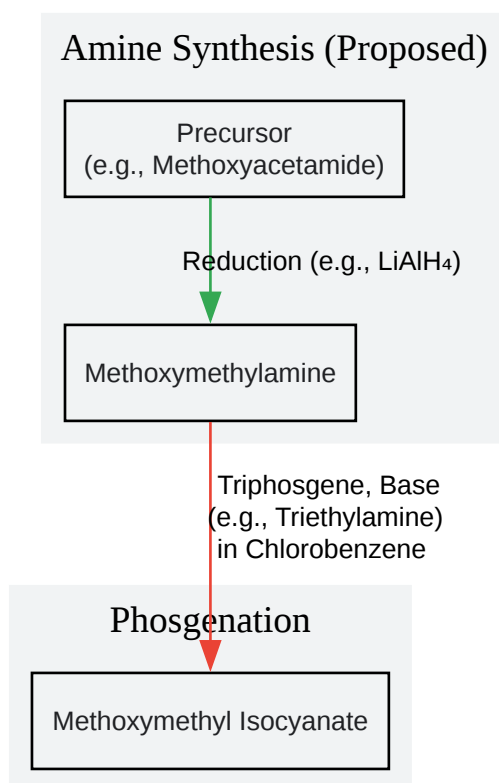 Amine Synthesis (Proposed)
Precursor
(e.g., Methoxyacetamide)
Reduction (e.g., LiAlH₄)
Methoxymethylamine
Triphosgene, Base
(e.g., Triethylamine)
in Chlorobenzene
Phosgenation
Methoxymethyl Isocyanate